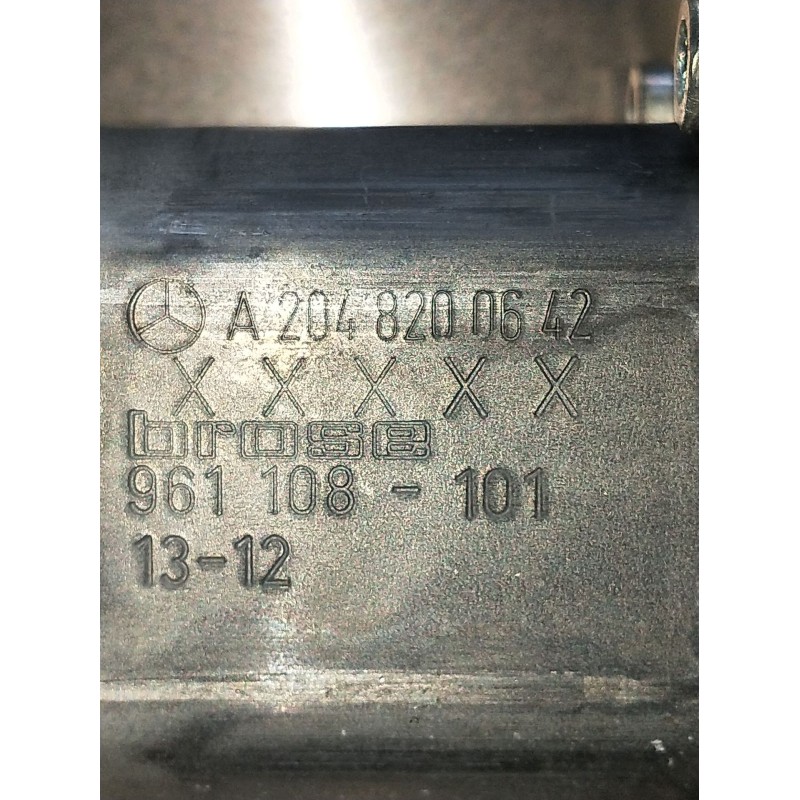 A 204 820 06 42
X X X X X
brose
961 108 - 101
13-12